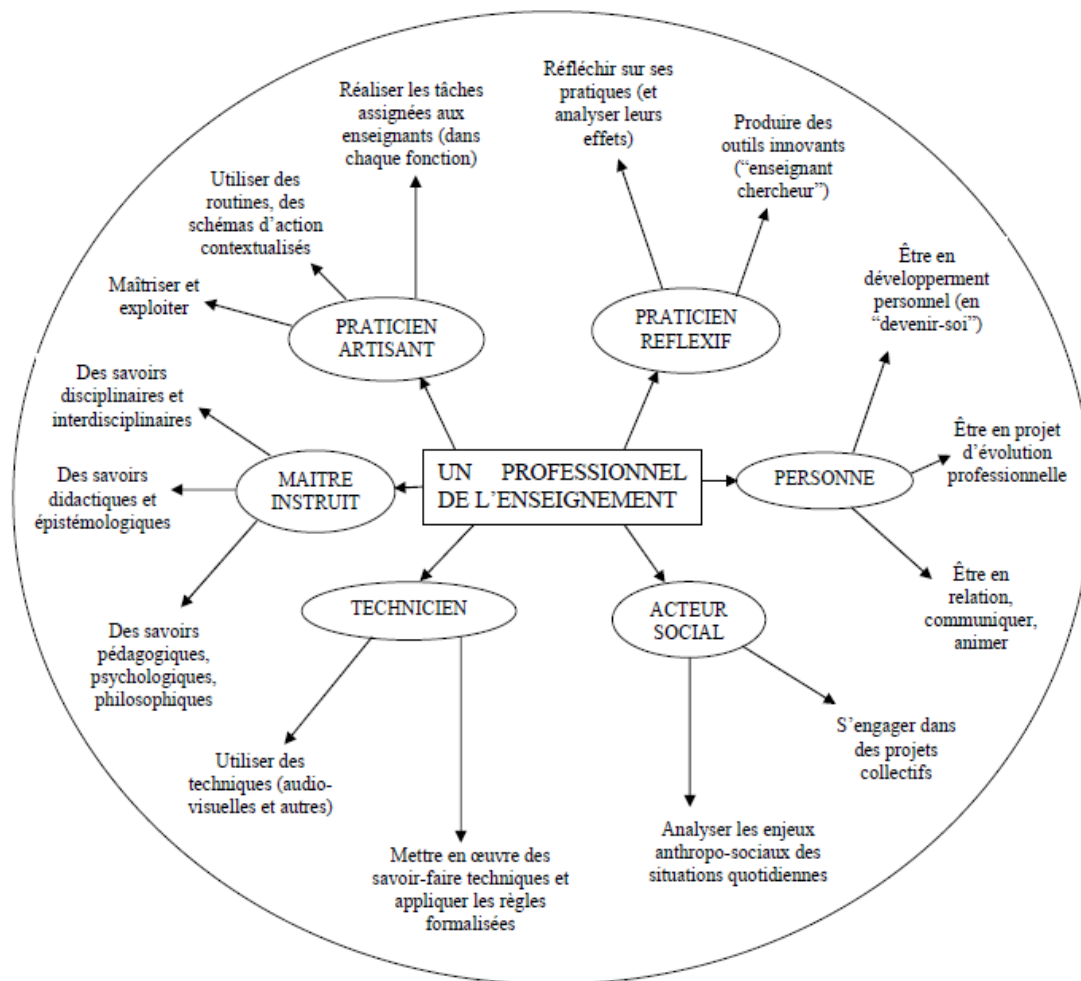 Réaliser les tâches
assignées aux
enseignants (dans
chaque fonction)
Réfléchir sur ses
pratiques (et
analyser leurs
effets)
Produire des
outils innovants
(“enseignant
chercheur”)
Utiliser des
routines, des
schémas d’action
contextualisés
Maîtriser et
exploiter
PRATICIEN
ARTISANT
PRATICIEN
REFLEXIF
Être en
développerment
personnel (en
“devenir-soi”)
Des savoirs
disciplinaires et
interdisciplinaires
Des savoirs
didactiques et
épistémologiques
MAITRE
INSTRUIT
UN PROFESSIONNEL
DE L’ENSEIGNEMENT
PERSONNE
Être en projet
d’évolution
professionnelle
Être en
relation,
communiquer,
animer
TECHNICIEN
ACTEUR
SOCIAL
Des savoirs
pédagogiques,
psychologiques,
philosophiques
Utiliser des
techniques (audio-
visuelles et autres)
Mettre en œuvre des
savoir-faire techniques et
appliquer les règles
formalisées
S’engager dans
des projets
collectifs
Analyser les enjeux
anthropo-sociaux des
situations quotidiennes